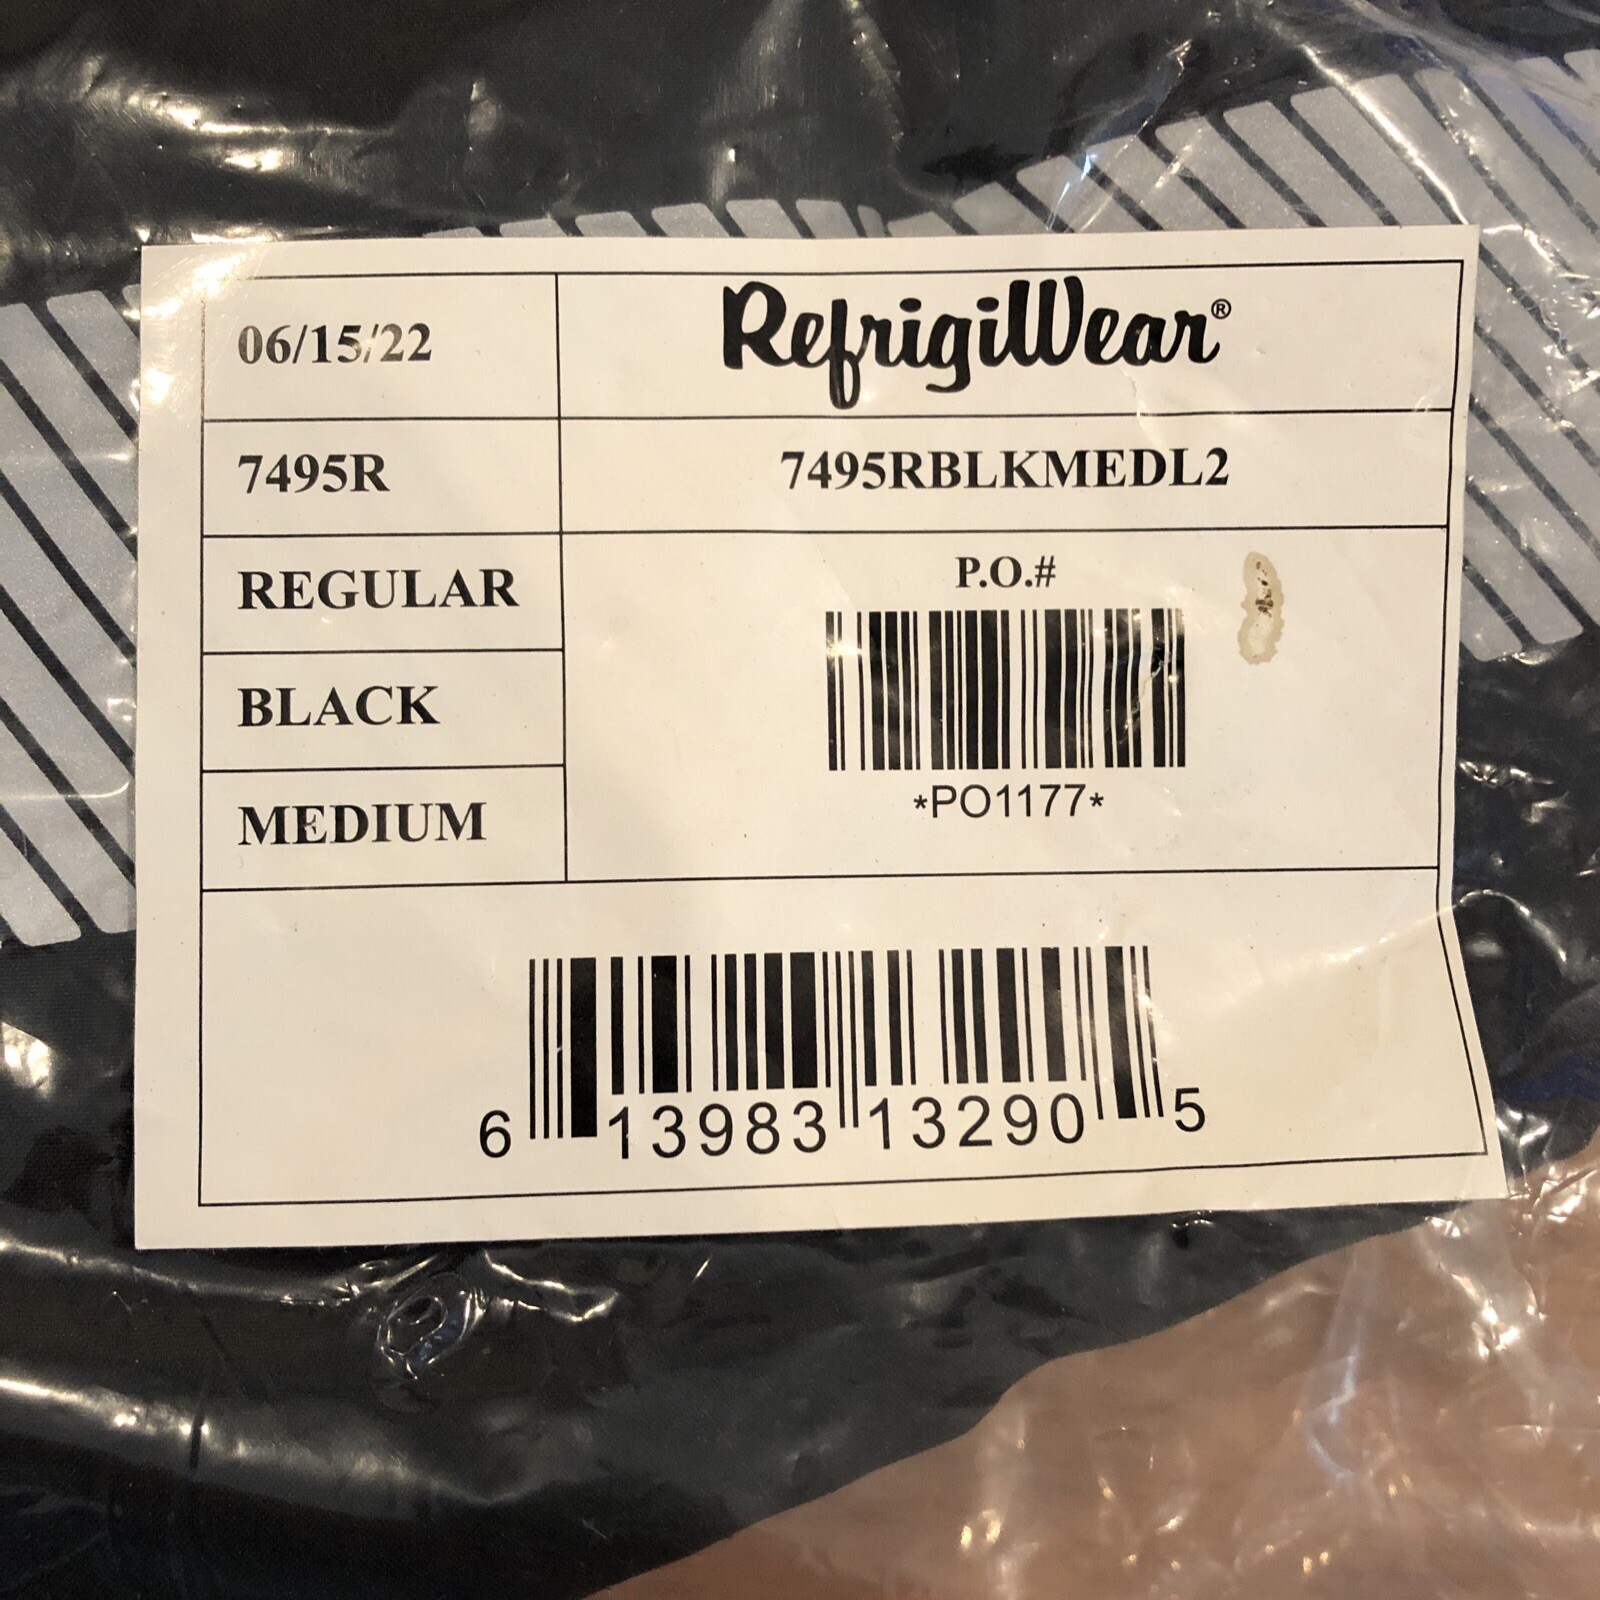 06/15/22
RefrigiWear®
7495R
7495RBLKMEDL2
REGULAR
P.O.#
BLACK
*PO1177*
MEDIUM
6 13983 13290 5